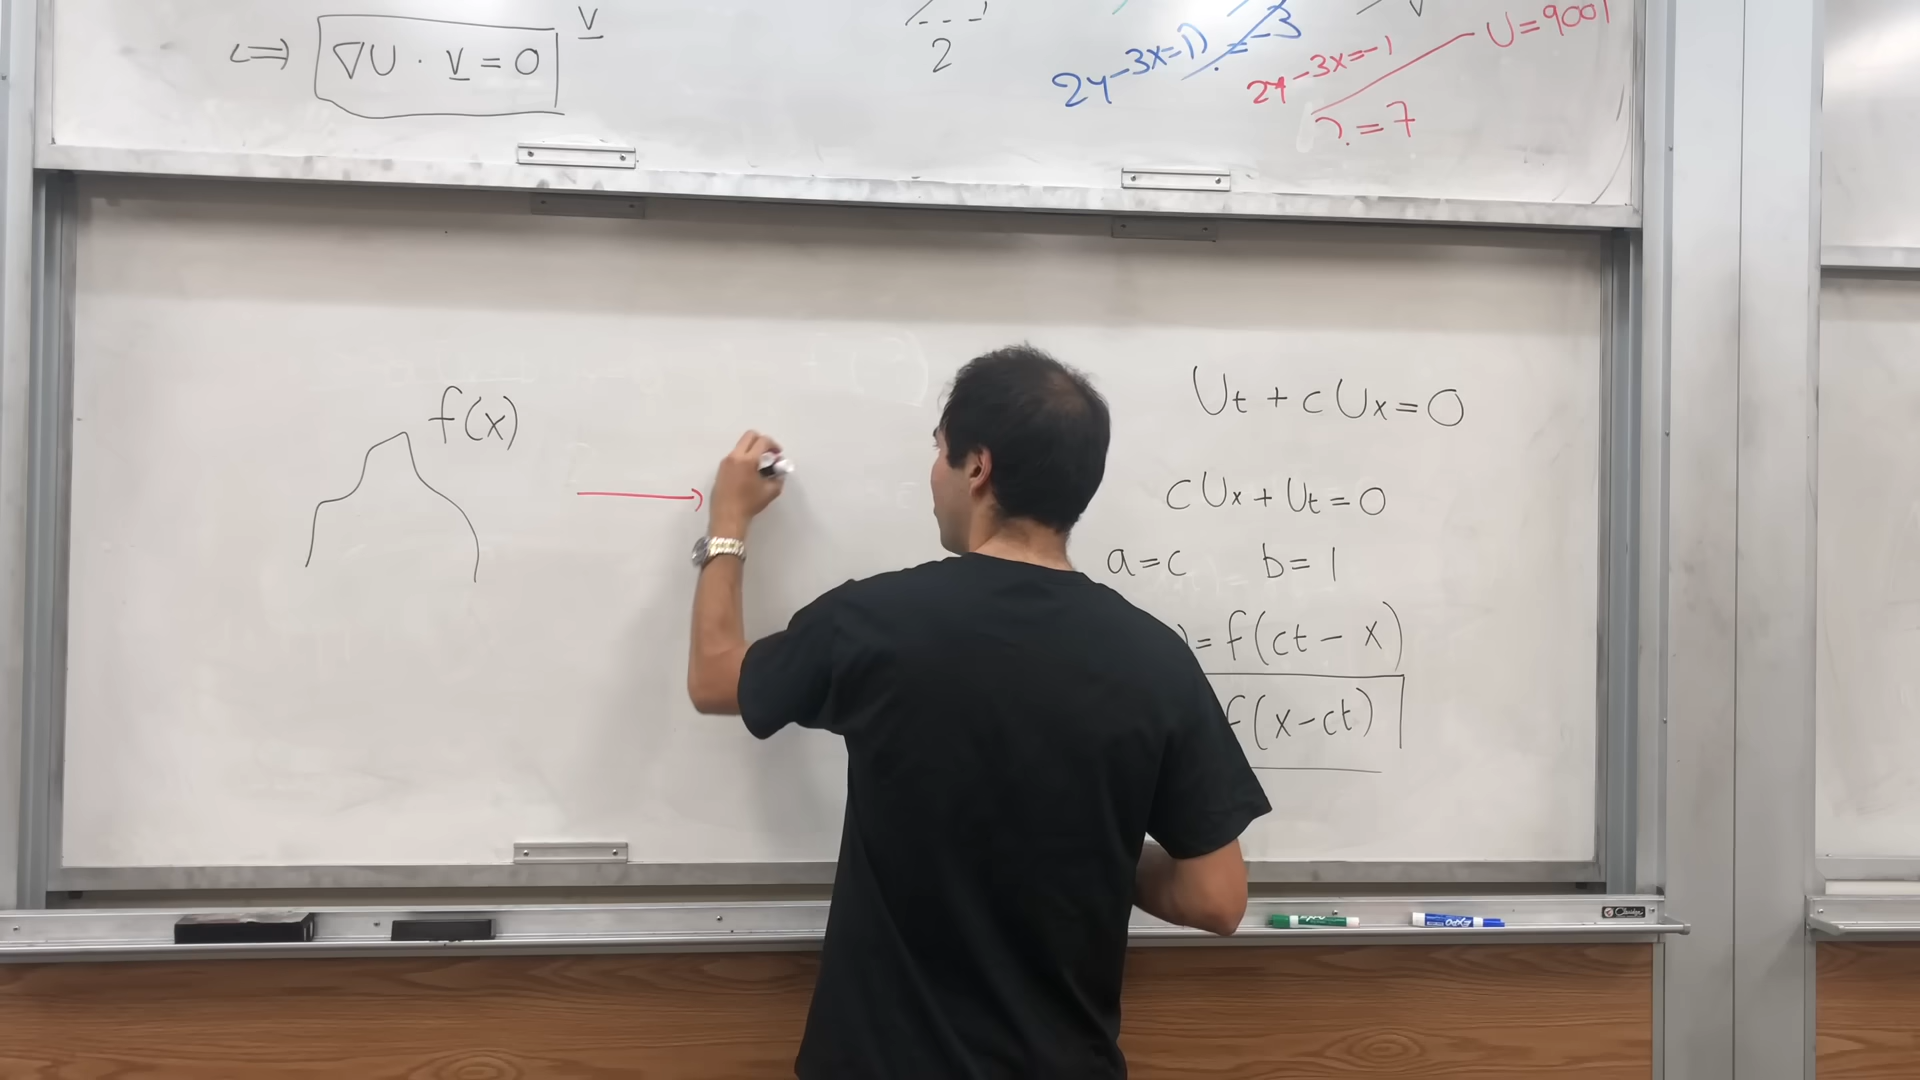 ⟺ ∇U · v = 0
v
2
2y-3x=1
= -3
2y-3x=-1
U=9001
?=7
f(x)
Ut + cUx = 0
cUx + Ut = 0
a=c b=1
)= f(ct - x)
f(x-ct)
EXPO